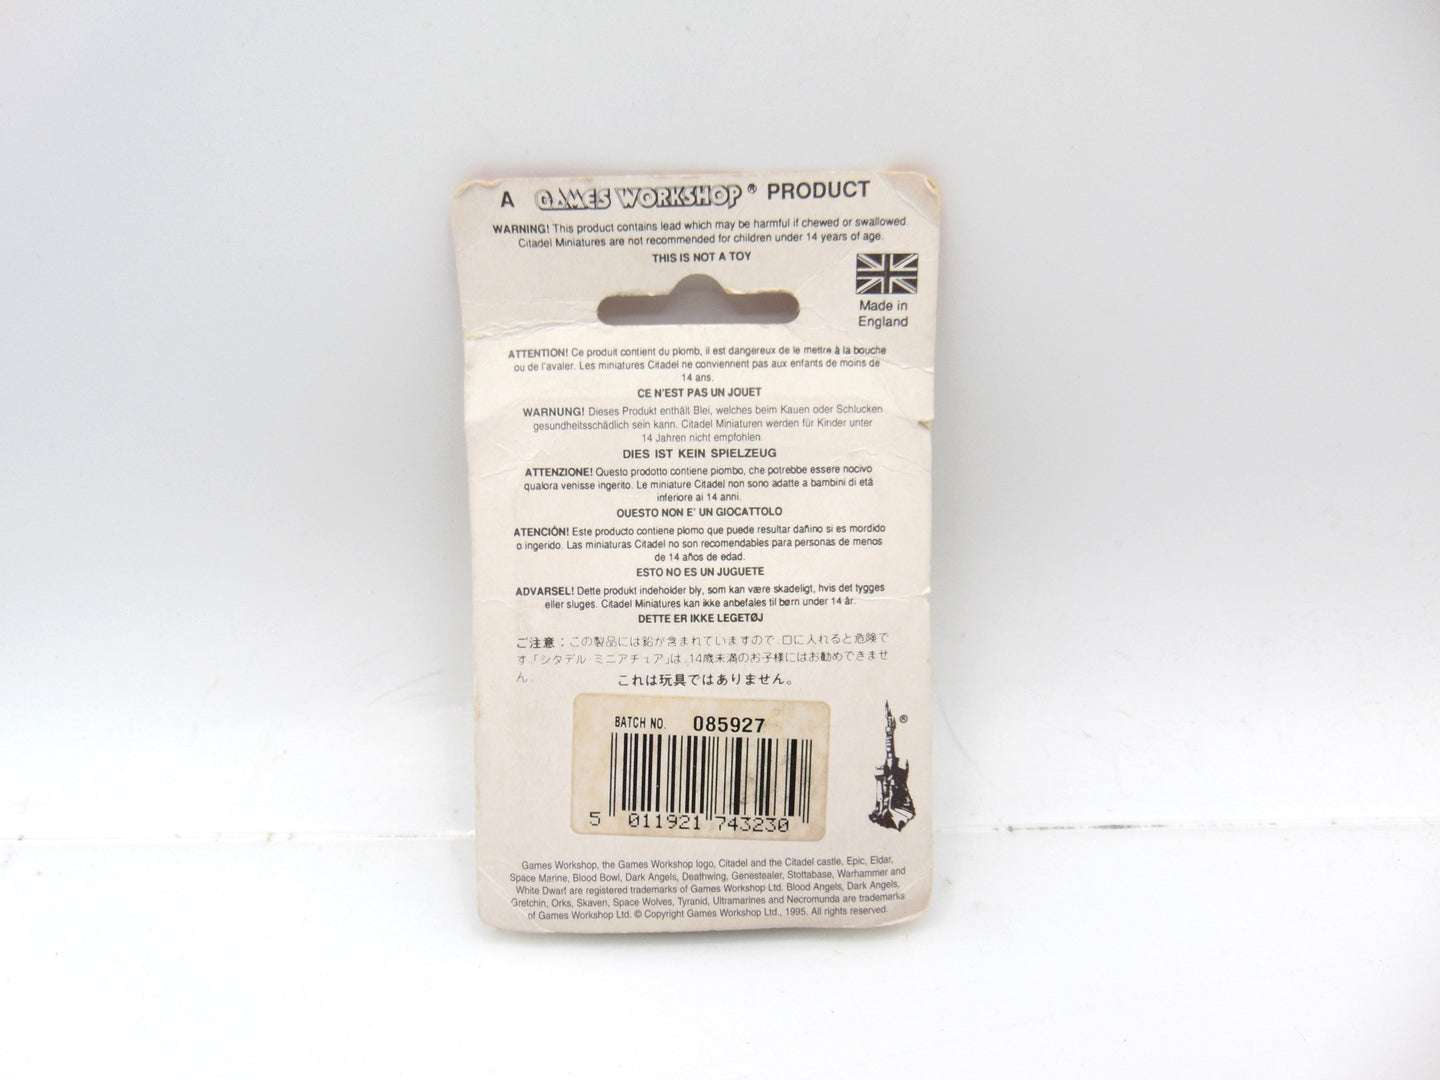 A GAMES WORKSHOP® PRODUCT
WARNING! This product contains lead which may be harmful if chewed or swallowed.
Citadel Miniatures are not recommended for children under 14 years of age.
THIS IS NOT A TOY
Made in
England
ATTENTION! Ce produit contient du plomb, il est dangereux de le mettre à la bouche
ou de l'avaler. Les miniatures Citadel ne conviennent pas aux enfants de moins de
14 ans.
CE N'EST PAS UN JOUET
WARNUNG! Dieses Produkt enthält Blei, welches beim Kauen oder Schlucken
gesundheitsschädlich sein kann. Citadel Miniaturen werden für Kinder unter
14 Jahren nicht empfohlen
DIES IST KEIN SPIELZEUG
ATTENZIONE! Questo prodotto contiene piombo, che potrebbe essere nocivo
qualora venisse ingerito. Le miniature Citadel non sono adatte a bambini di etá
inferiore ai 14 anni.
QUESTO NON E' UN GIOCATTOLO
ATENCIÓN! Este producto contiene plomo que puede resultar dañino si es mordido
o ingerido. Las miniaturas Citadel no son recomendables para personas de menos
de 14 años de edad.
ESTO NO ES UN JUGUETE
ADVARSEL! Dette produkt indeholder bly, som kan være skadeligt, hvis det tygges
eller sluges. Citadel Miniatures kan ikke anbefales til børn under 14 år.
DETTE ER IKKE LEGETØJ
ご注意：この製品には鉛が含まれていますので、口に入れると危険で
す。「シタデル・ミニアチュア」は、14歳未満のお子様にはお勧めできませ
ん。 これは玩具ではありません。
BATCH NO. 085927
5 011921 743230
®
Games Workshop, the Games Workshop logo, Citadel and the Citadel castle, Epic, Eldar,
Space Marine, Blood Bowl, Dark Angels, Deathwing, Genestealer, Stottabase, Warhammer and
White Dwarf are registered trademarks of Games Workshop Ltd. Blood Angels, Dark Angels,
Gretchin, Orks, Skaven, Space Wolves, Tyranid, Ultramarines and Necromunda are trademarks
of Games Workshop Ltd. © Copyright Games Workshop Ltd., 1995. All rights reserved.